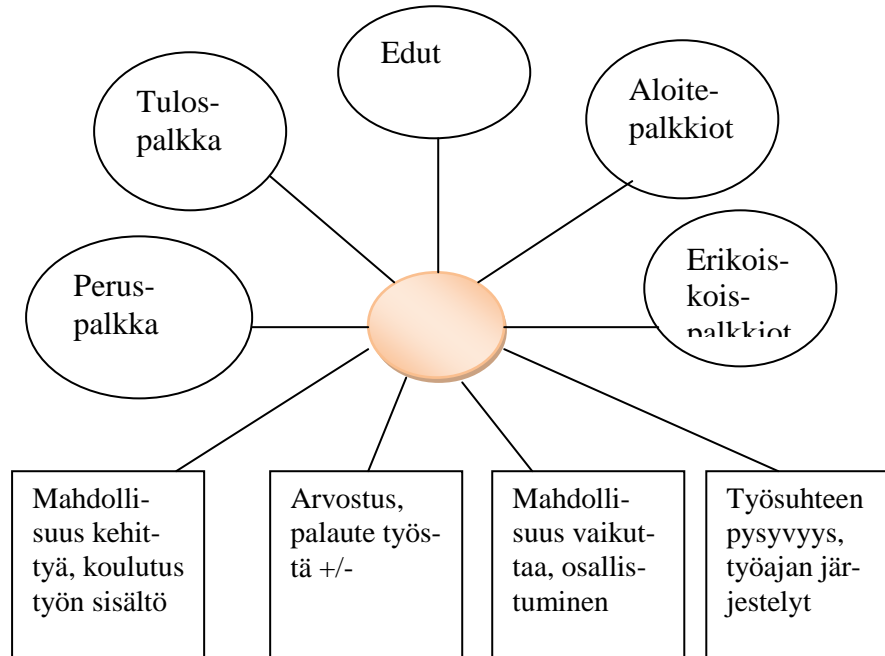 Edut
Tulos-
palkka
Aloite-
palkkiot
Perus-
palkka
Erikois-
kois-
palkkiot
Mahdolli-
suus kehit-
tyä, koulutus
työn sisältö
Arvostus,
palaute työs-
tä +/-
Mahdolli-
suus vaikut-
taa, osallis-
tuminen
Työsuhteen
pysyvyys,
työajan jär-
jestelyt